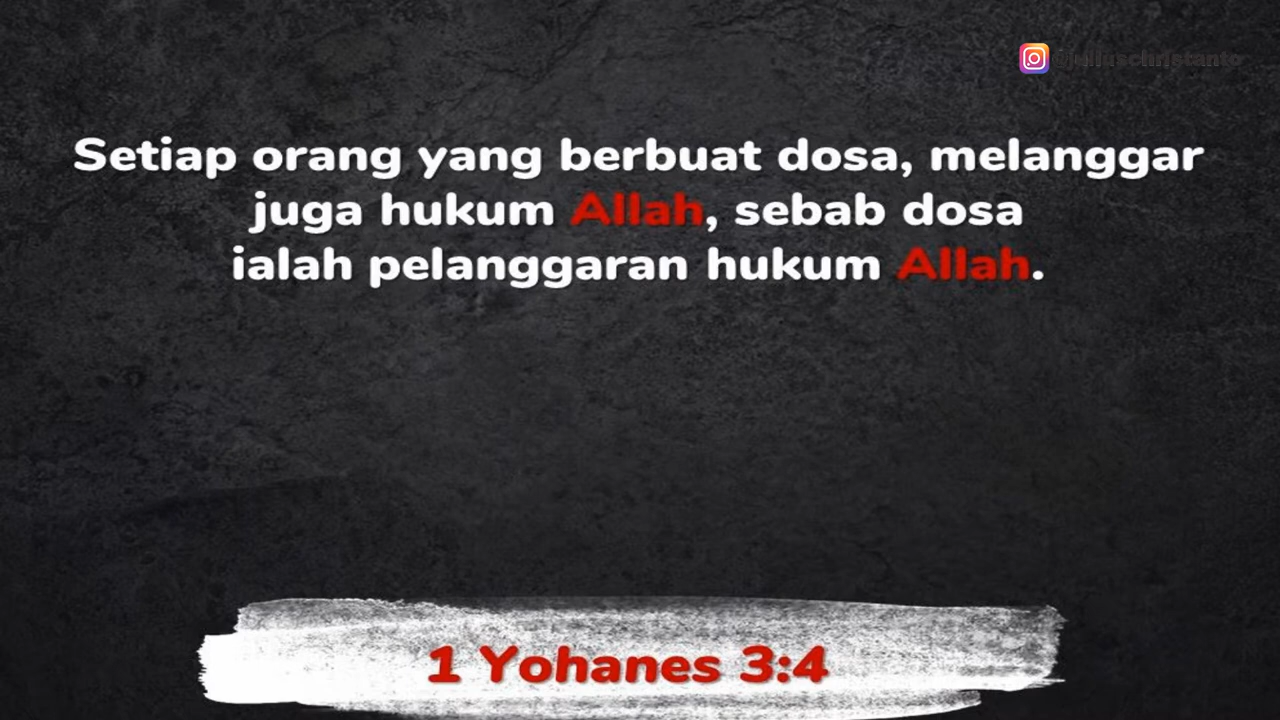 @juliuschristanto
Setiap orang yang berbuat dosa, melanggar
juga hukum Allah, sebab dosa
ialah pelanggaran hukum Allah.
1 Yohanes 3:4